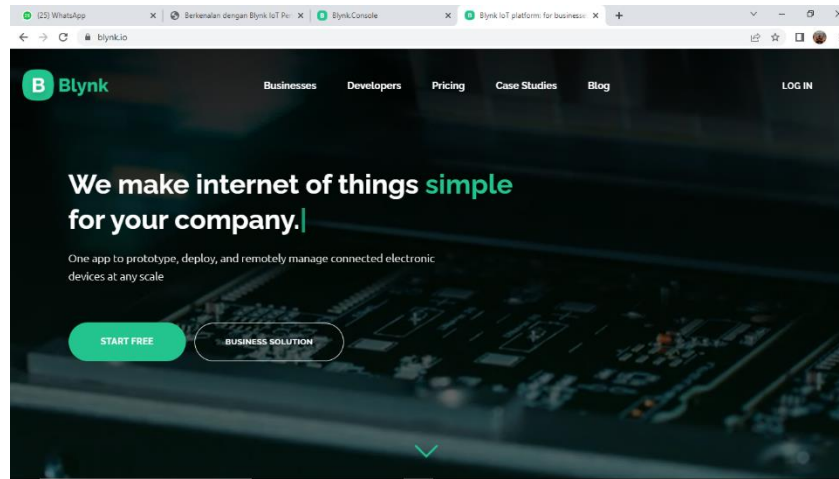 (25) WhatsApp
Berkenalan dengan Blynk IoT Per
Blynk.Console
Blynk IoT platform: for businesse
blynk.io
B Blynk
Businesses
Developers
Pricing
Case Studies
Blog
LOG IN
We make internet of things simple
for your company.
One app to prototype, deploy, and remotely manage connected electronic
devices at any scale
START FREE
BUSINESS SOLUTION